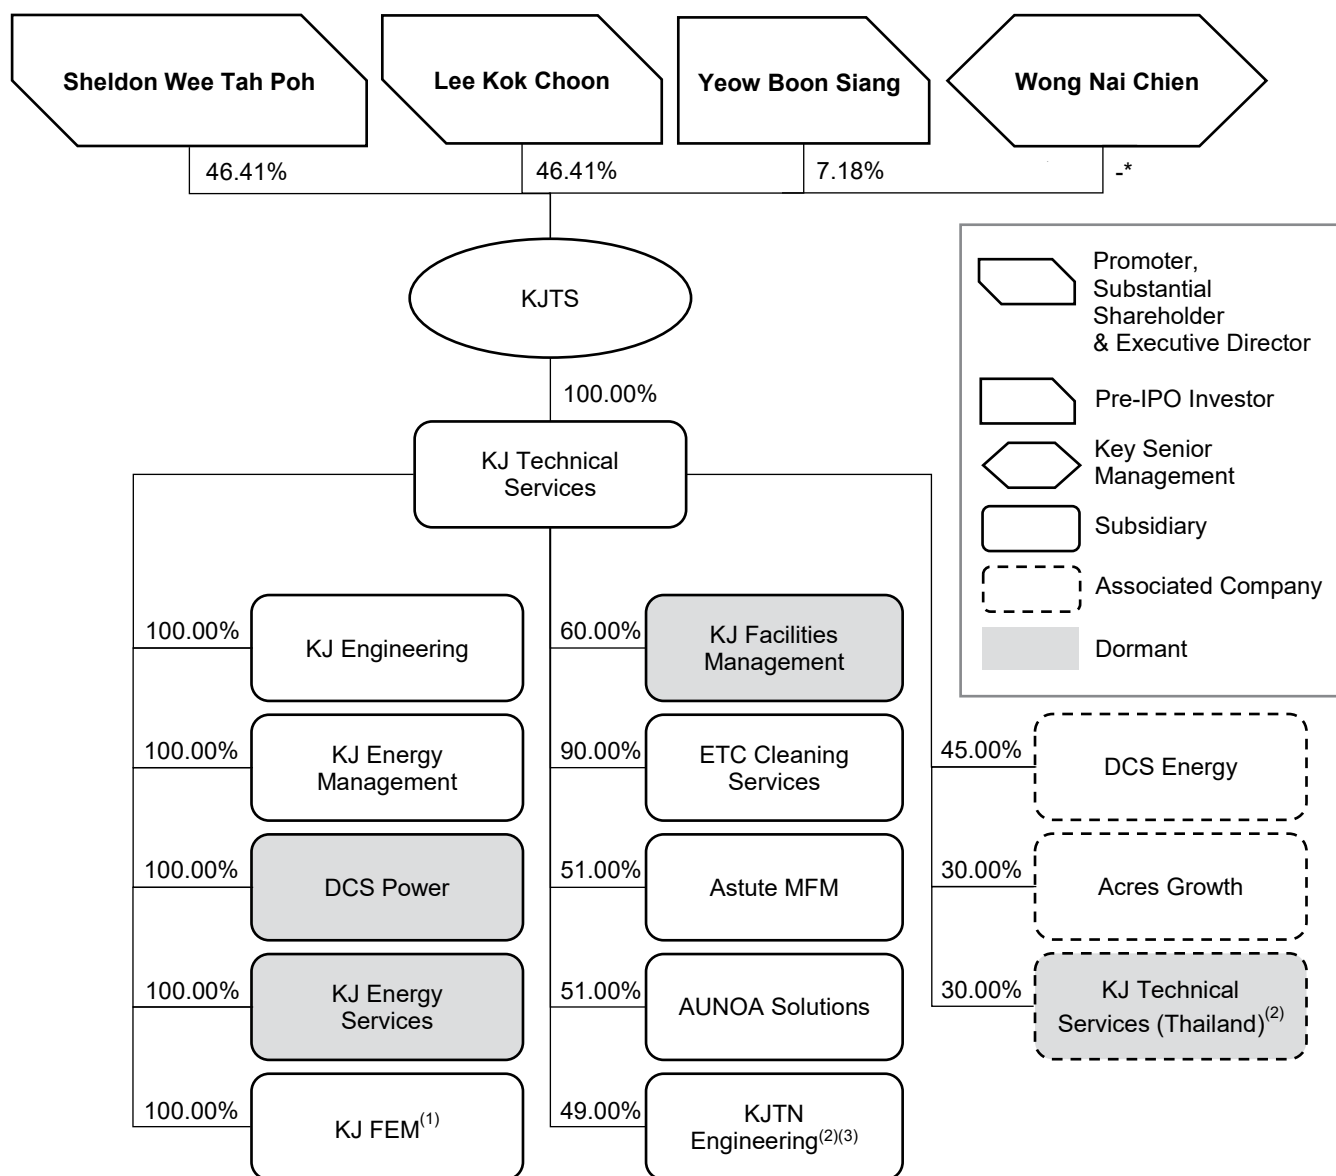 Sheldon Wee Tah Poh
Lee Kok Choon
Yeow Boon Siang
Wong Nai Chien
46.41%
46.41%
7.18%
-*
KJTS
100.00%
KJ Technical
Services
Promoter,
Substantial
Shareholder
& Executive Director
Pre-IPO Investor
Key Senior
Management
Subsidiary
Associated Company
Dormant
100.00%
KJ Engineering
100.00%
KJ Energy
Management
100.00%
DCS Power
100.00%
KJ Energy
Services
100.00%
KJ FEM(1)
60.00%
KJ Facilities
Management
90.00%
ETC Cleaning
Services
51.00%
Astute MFM
51.00%
AUNOA Solutions
49.00%
KJTN
Engineering(2)(3)
45.00%
DCS Energy
30.00%
Acres Growth
30.00%
KJ Technical
Services (Thailand)(2)